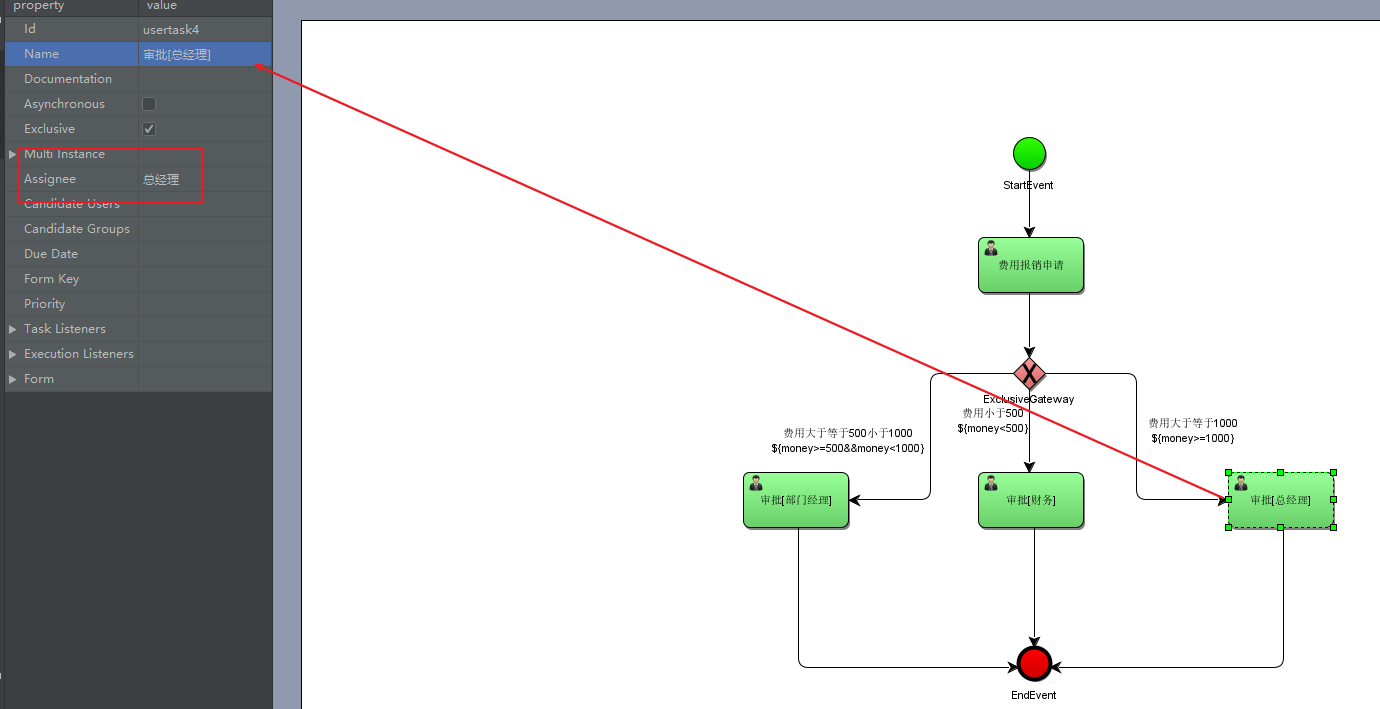 property value
Id usertask4
Name 审批[总经理]
Documentation
Asynchronous
Exclusive
Multi Instance
Assignee 总经理
Candidate Users
Candidate Groups
Due Date
Form Key
Priority
Task Listeners
Execution Listeners
Form
StartEvent
费用报销申请
ExclusiveGateway
费用小于500
${money<500}
费用大于等于500小于1000
${money>=500&&money<1000}
费用大于等于1000
${money>=1000}
审批[部门经理]
审批[财务]
审批[总经理]
EndEvent